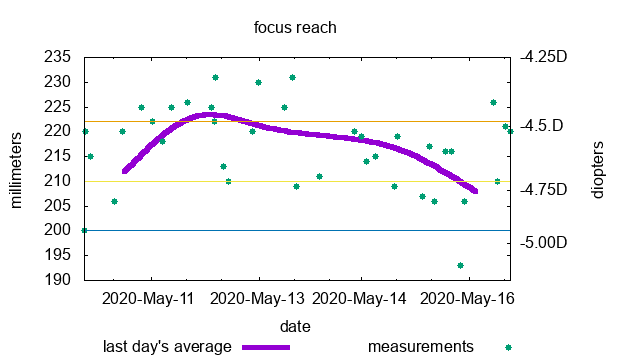 focus reach
235
230
225
220
215
210
205
200
195
190
millimeters
-4.25D
-4.5 D
-4.75D
-5.00D
diopters
2020-May-11
2020-May-13
2020-May-14
2020-May-16
date
last day's average
measurements